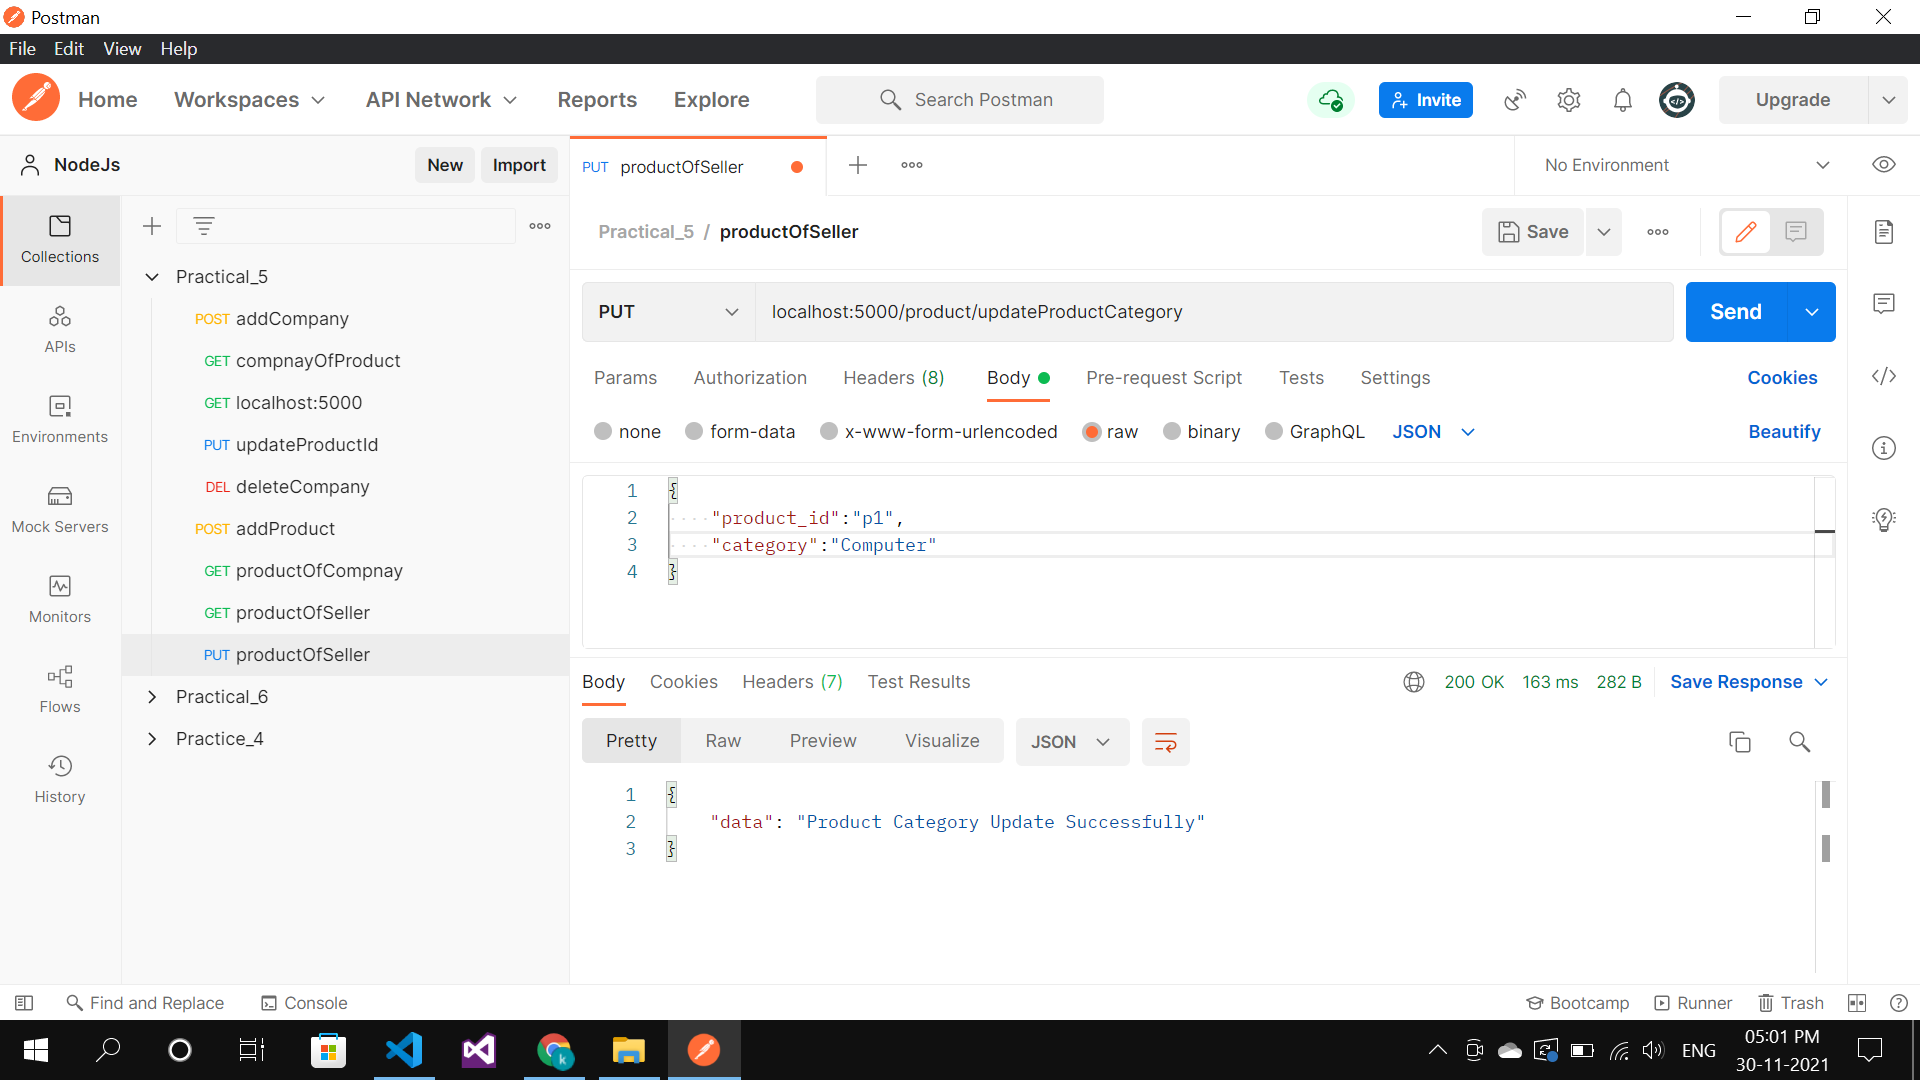 Postman
File Edit View Help
Home Workspaces API Network Reports Explore Search Postman Invite Upgrade
NodeJs New Import PUT productOfSeller No Environment
Practical_5 / productOfSeller Save
Collections
APIs
Environments
Mock Servers
Monitors
Flows
History
Practical_5
POST addCompany
GET compnayOfProduct
GET localhost:5000
PUT updateProductId
DEL deleteCompany
POST addProduct
GET productOfCompnay
GET productOfSeller
PUT productOfSeller
Practical_6
Practice_4
PUT localhost:5000/product/updateProductCategory Send
Params Authorization Headers (8) Body Pre-request Script Tests Settings Cookies
none form-data x-www-form-urlencoded raw binary GraphQL JSON Beautify
1 {
2 "product_id":"p1",
3 "category":"Computer"
4 }
Body Cookies Headers (7) Test Results 200 OK 163 ms 282 B Save Response
Pretty Raw Preview Visualize JSON
1 {
2 "data": "Product Category Update Successfully"
3 }
Find and Replace Console Bootcamp Runner Trash
k ENG 05:01 PM
30-11-2021